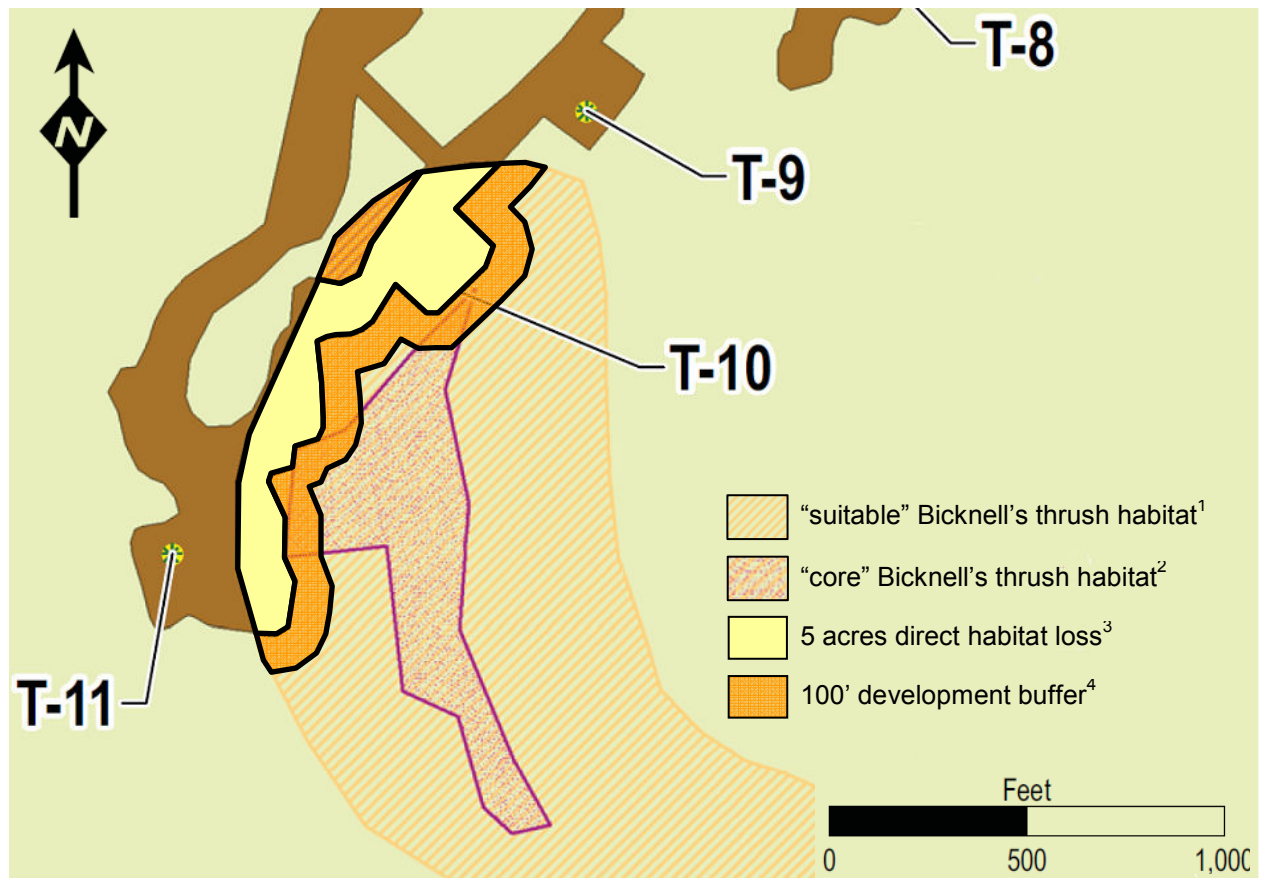 N
T-8
T-9
T-10
T-11
“suitable” Bicknell’s thrush habitat1
“core” Bicknell’s thrush habitat2
5 acres direct habitat loss3
100’ development buffer4
Feet
0 500 1,000